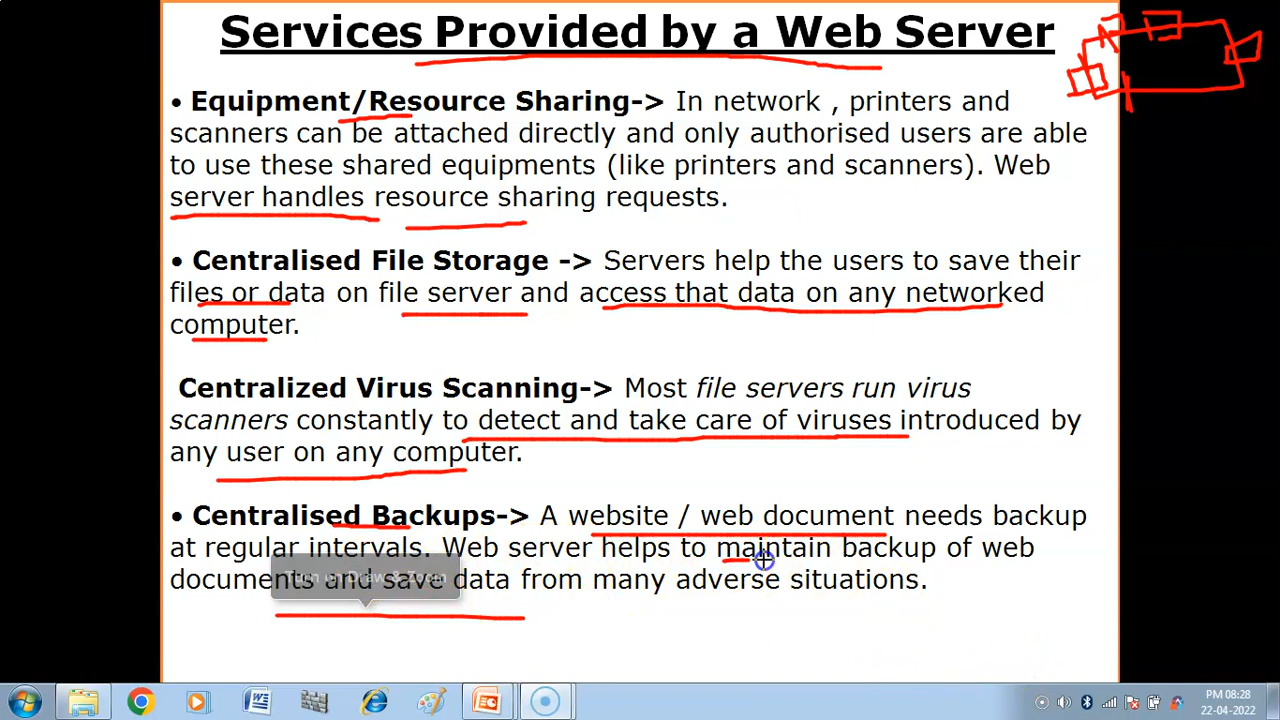 Services Provided by a Web Server
• Equipment/Resource Sharing-> In network , printers and
scanners can be attached directly and only authorised users are able
to use these shared equipments (like printers and scanners). Web
server handles resource sharing requests.
• Centralised File Storage -> Servers help the users to save their
files or data on file server and access that data on any networked
computer.
Centralized Virus Scanning-> Most file servers run virus
scanners constantly to detect and take care of viruses introduced by
any user on any computer.
• Centralised Backups-> A website / web document needs backup
at regular intervals. Web server helps to maintain backup of web
documents and save data from many adverse situations.
Turn on Draw & Zoom
PM 08:28
22-04-2022